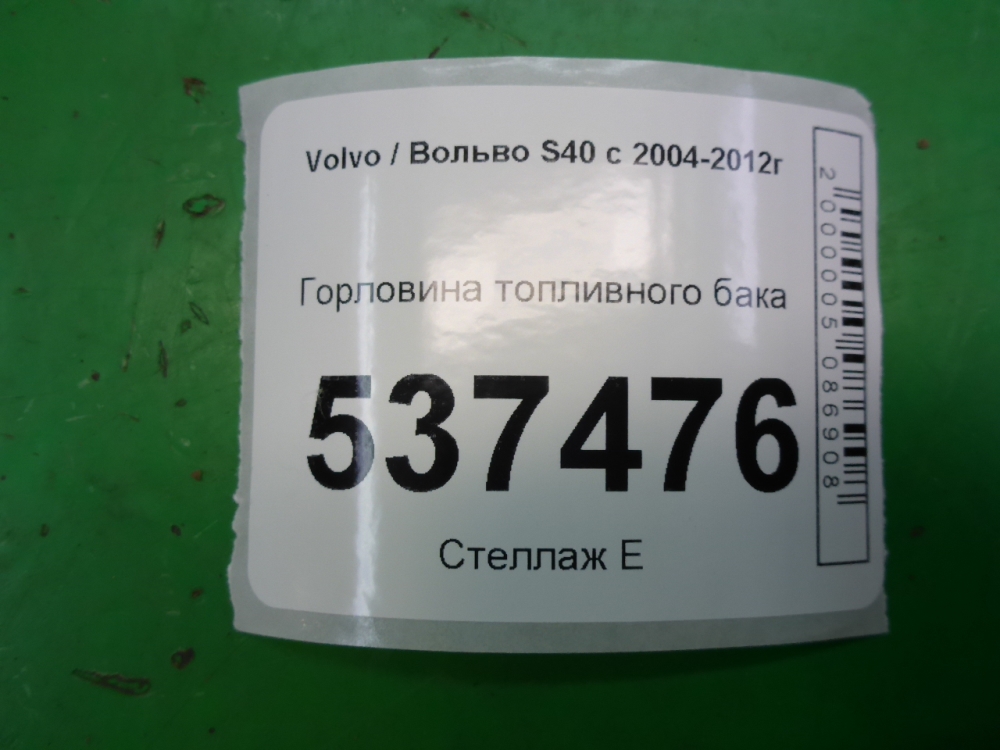 Volvo / Вольво S40 с 2004-2012г
Горловина топливного бака
537476
Стеллаж Е
2000005086908